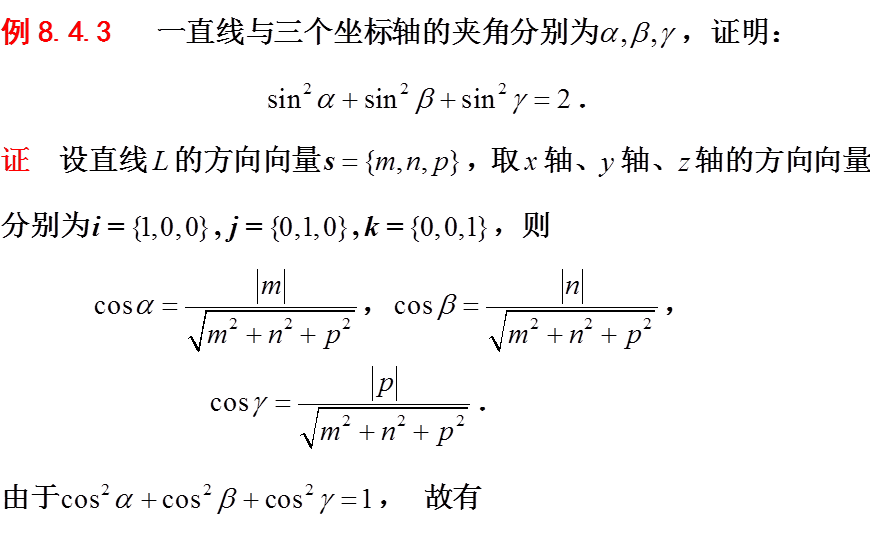 例 8.4.3 一直线与三个坐标轴的夹角分别为α,β,γ，证明：
sin²α+sin²β+sin²γ=2．
证 设直线L的方向向量s={m,n,p}，取x轴、y轴、z轴的方向向量
分别为i={1,0,0},j={0,1,0},k={0,0,1}，则
cosα=|m|/√(m²+n²+p²)，cosβ=|n|/√(m²+n²+p²)，
cosγ=|p|/√(m²+n²+p²)．
由于cos²α+cos²β+cos²γ=1， 故有